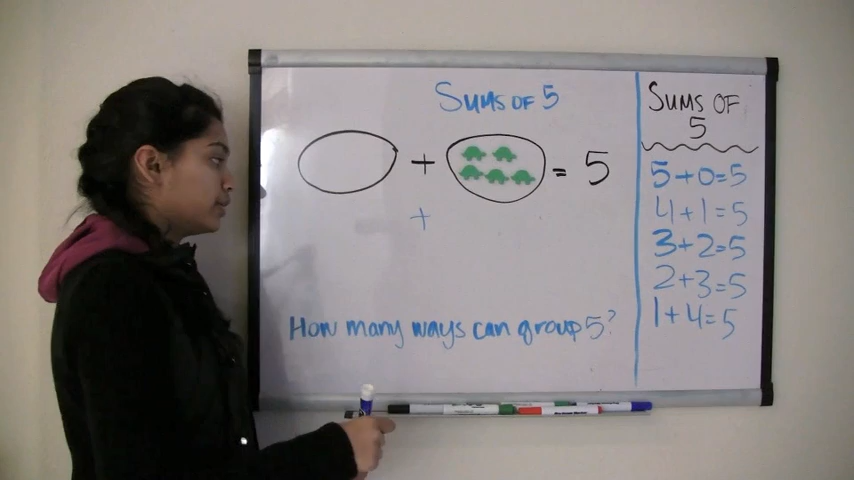 Sums of 5
+ = 5
+
How many ways can group 5?
SUMS OF
5
5+0=5
4+1=5
3+2=5
2+3=5
1+4=5